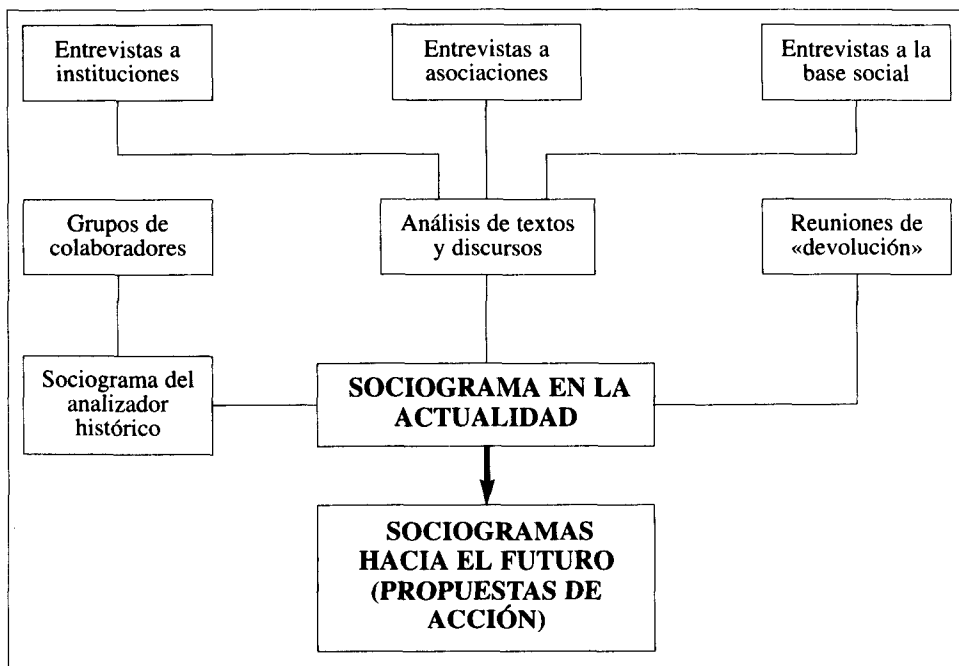 Entrevistas a
instituciones
Entrevistas a
asociaciones
Entrevistas a la
base social
Grupos de
colaboradores
Análisis de textos
y discursos
Reuniones de
«devolución»
Sociograma del
analizador
histórico
SOCIOGRAMA EN LA
ACTUALIDAD
SOCIOGRAMAS
HACIA EL FUTURO
(PROPUESTAS DE
ACCIÓN)